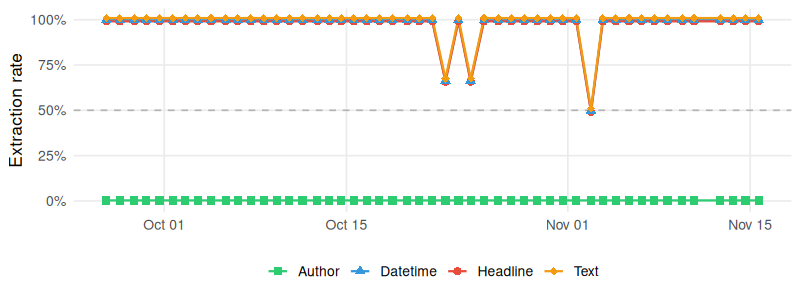 Extraction rate
100%
75%
50%
25%
0%
Oct 01 Oct 15 Nov 01 Nov 15
Author Datetime Headline Text